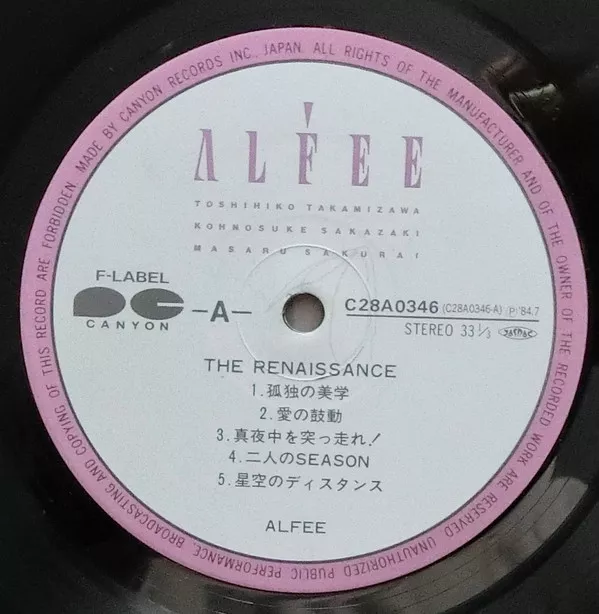 MADE BY CANYON RECORDS INC., JAPAN. ALL RIGHTS OF THE MANUFACTURER AND OF THE OWNER OF THE RECORDED WORK ARE RESERVED UNAUTHORIZED PUBLIC PERFORMANCE BROADCASTING AND COPYING OF THIS RECORD ARE FORBIDDEN.
ALFEE
TOSHIHIKO TAKAMIZAWA
KOHNOSUKE SAKAZAKI
MASARU SAKURAI
F-LABEL
CANYON
—A—
C28A0346 (C28A0346-A) Ⓟ '84.7
STEREO 33 1/3 JASRAC
THE RENAISSANCE
1.孤独の美学
2.愛の鼓動
3.真夜中を突っ走れ!
4.二人のSEASON
5.星空のディスタンス
ALFEE